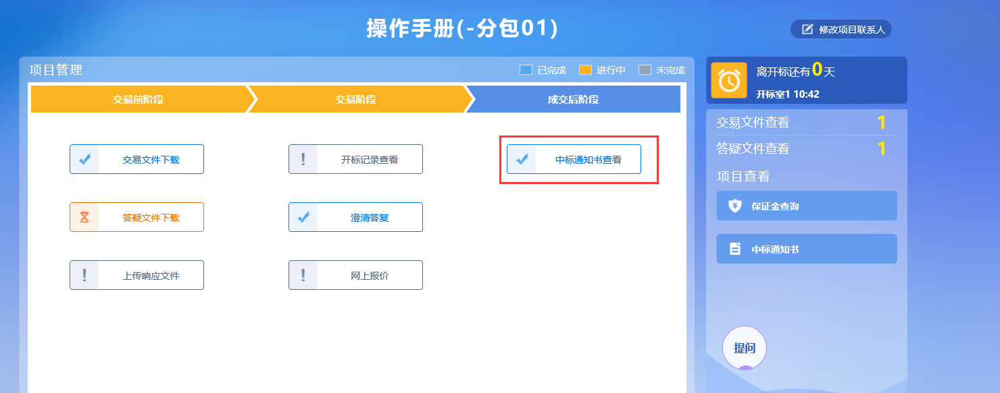 操作手册(-分包01)
修改项目联系人
项目管理
已完成 进行中 未完成
交易前阶段 交易阶段 成交后阶段
交易文件下载 开标记录查看 中标通知书查看
答疑文件下载 澄清答复
上传响应文件 网上报价
离开标还有0天
开标室1 10:42
交易文件查看 1
答疑文件查看 1
项目查看
保证金查询
中标通知书
提问